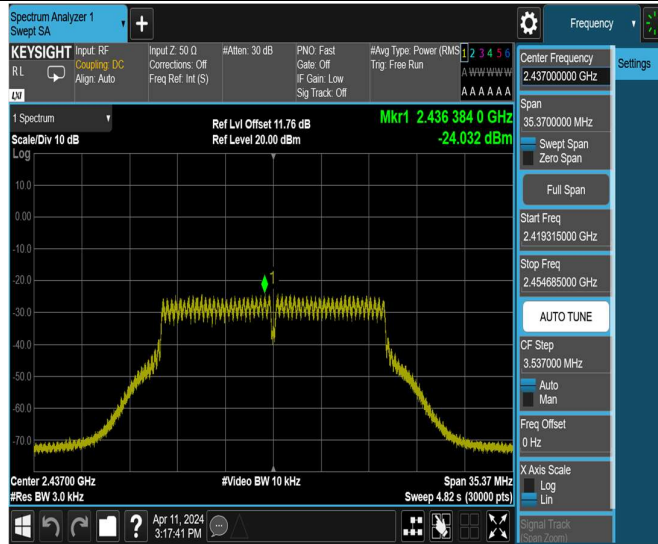 Spectrum Analyzer 1
Swept SA
Frequency
KEYSIGHT
RL
LXI
Input: RF
Coupling: DC
Align: Auto
Input Z: 50 Ω
Corrections: Off
Freq Ref: Int (S)
#Atten: 30 dB
PNO: Fast
Gate: Off
IF Gain: Low
Sig Track: Off
#Avg Type: Power (RMS
Trig: Free Run
1 2 3 4 5 6
A W W W W W
A A A A A A
1 Spectrum
Scale/Div 10 dB
Log
Ref Lvl Offset 11.76 dB
Ref Level 20.00 dBm
Mkr1 2.436 384 0 GHz
-24.032 dBm
10.0
0.00
-10.0
-20.0
-30.0
-40.0
-50.0
-60.0
-70.0
1
Center 2.43700 GHz
#Res BW 3.0 kHz
#Video BW 10 kHz
Span 35.37 MHz
Sweep 4.82 s (30000 pts)
Apr 11, 2024
3:17:41 PM
Center Frequency
2.437000000 GHz
Span
35.3700000 MHz
Swept Span
Zero Span
Full Span
Start Freq
2.419315000 GHz
Stop Freq
2.454685000 GHz
AUTO TUNE
CF Step
3.537000 MHz
Auto
Man
Freq Offset
0 Hz
X Axis Scale
Log
Lin
Signal Track
(Span Zoom)
Settings